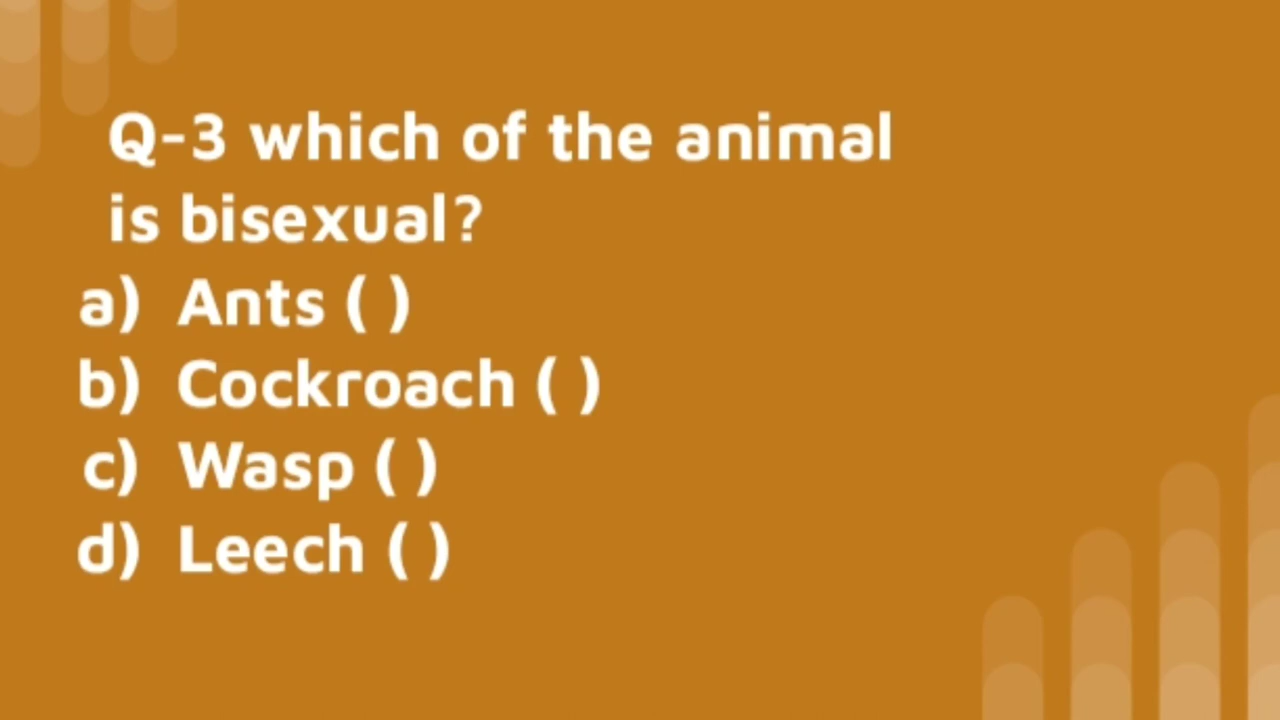 Q-3 which of the animal
is bisexual?
a) Ants ( )
b) Cockroach ( )
c) Wasp ( )
d) Leech ( )